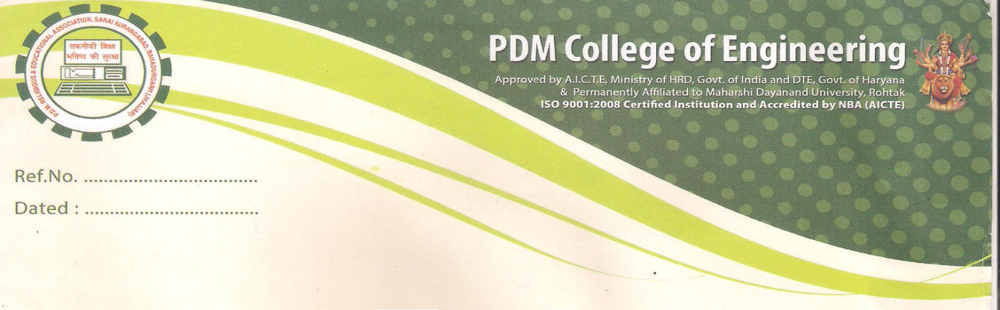 P.D.M. RELIGIOUS & EDUCATIONAL ASSOCIATION, SARAI AURANGABAD, BAHADURGARH (JHAJJAR)
तकनीकी शिक्षा
भविष्य की सुरक्षा
PDM College of Engineering
Approved by A.I.C.T.E, Ministry of HRD, Govt. of India and DTE, Govt. of Haryana
& Permanently Affiliated to Maharshi Dayanand University, Rohtak
ISO 9001:2008 Certified Institution and Accredited by NBA (AICTE)
Ref.No. ..................................
Dated : ..................................